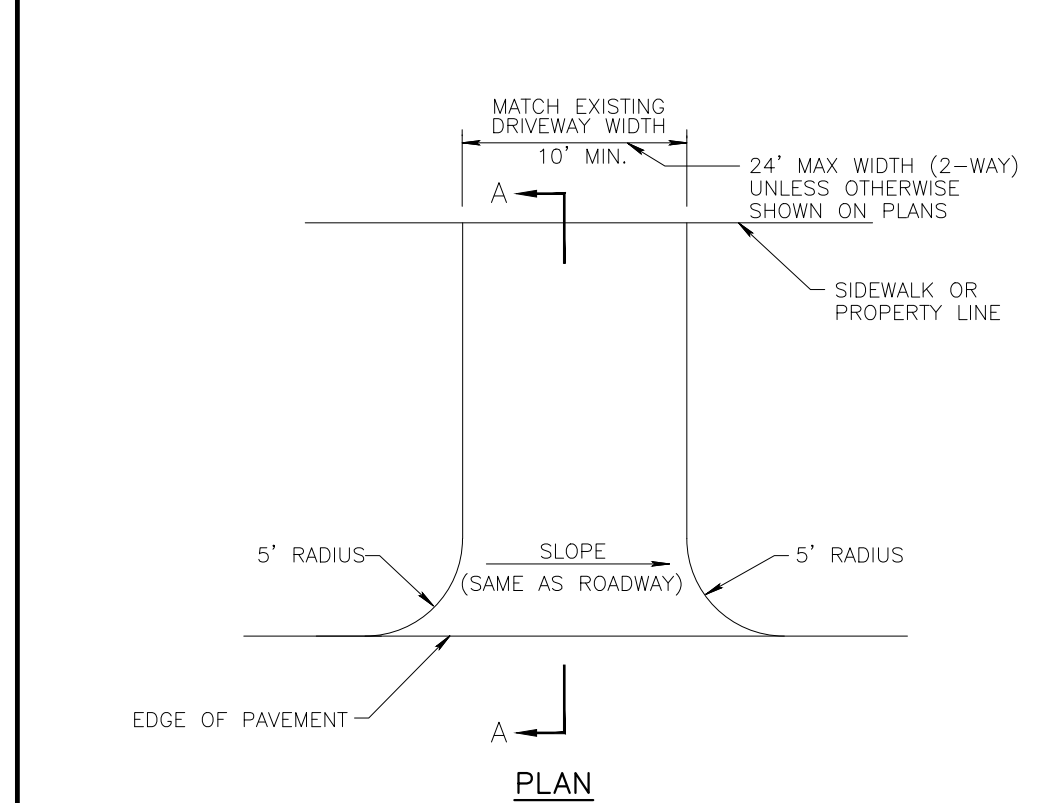 MATCH EXISTING
DRIVEWAY WIDTH
10' MIN.
24' MAX WIDTH (2-WAY)
UNLESS OTHERWISE
SHOWN ON PLANS
A
SIDEWALK OR
PROPERTY LINE
5' RADIUS
SLOPE
(SAME AS ROADWAY)
5' RADIUS
EDGE OF PAVEMENT
A
PLAN